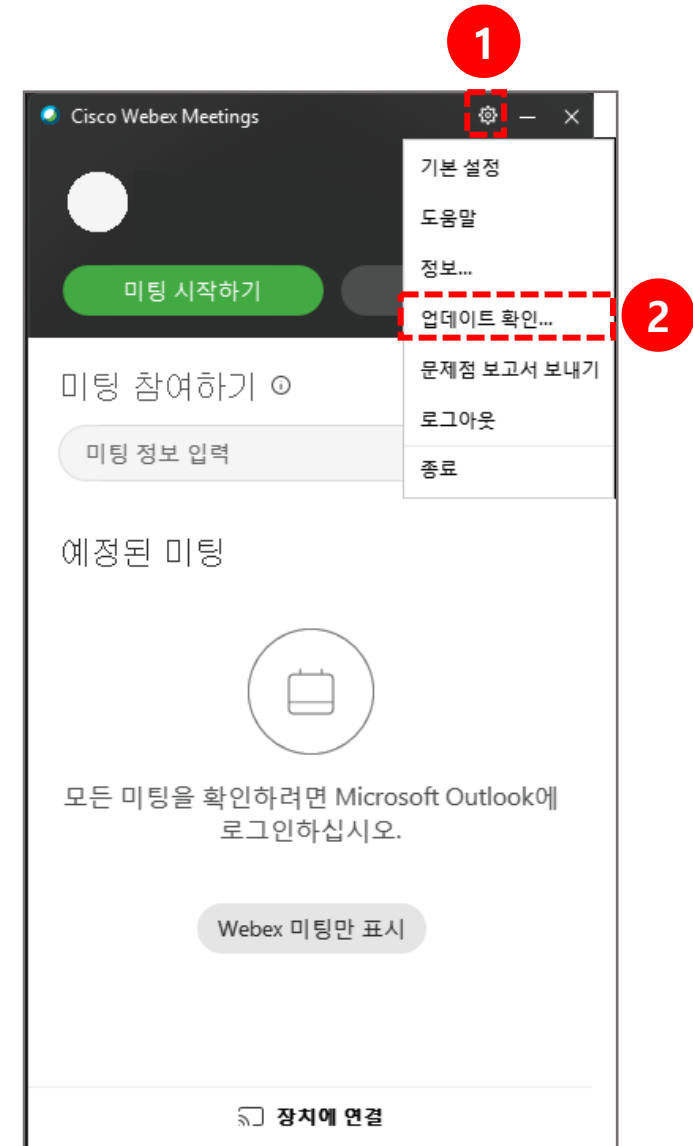 1
Cisco Webex Meetings
기본 설정
도움말
정보...
미팅 시작하기
업데이트 확인...
2
문제점 보고서 보내기
미팅 참여하기
로그아웃
미팅 정보 입력
종료
예정된 미팅
모든 미팅을 확인하려면 Microsoft Outlook에
로그인하십시오.
Webex 미팅만 표시
장치에 연결